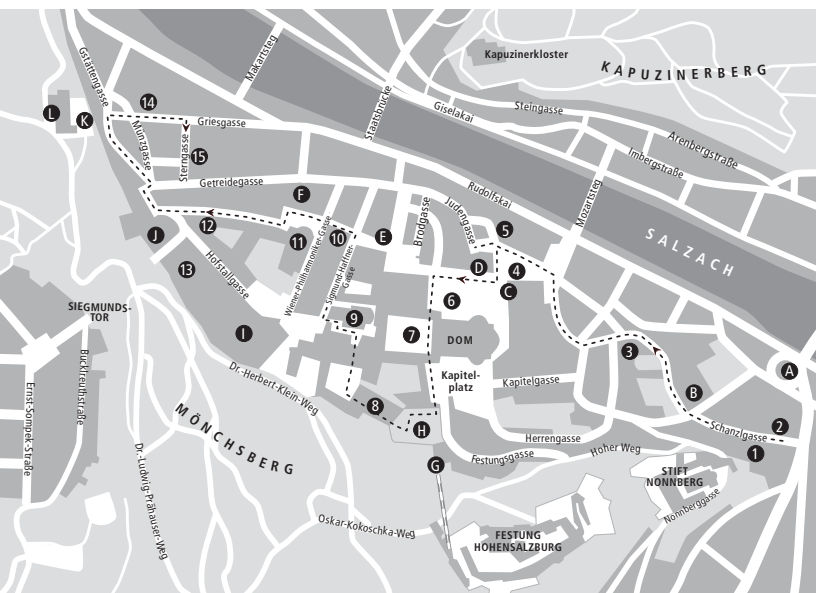 Gstättengasse
Makartsteg
Kapuzinerkloster
KAPUZINERBERG
14
L
K
Münzgasse
Griesgasse
Staatsbrücke
Giselakai
Steingasse
Arenbergstraße
Sterngasse
15
Imbergstraße
Getreidegasse
F
Rudolfskai
Mozartsteg
Judengasse
Brodgasse
12
J
11
Wiener-Philharmoniker-Gasse
10
Sigmund-Haffner-
Gasse
E
5
SALZACH
13
Hofstallgasse
D
4
C
6
SIEGMUNDS-
TOR
I
9
7
DOM
3
A
Bucklreuthstraße
Ernst-Sompek-Straße
Dr.-Herbert-Klein-Weg
Kapitel-
platz
Kapitelgasse
B
MÖNCHSBERG
8
H
Schanzlgasse
2
1
Herrengasse
Hoher Weg
Festungsgasse
G
STIFT
NONNBERG
Nonnberggasse
Dr.-Ludwig-Prähauser-Weg
Oskar-Kokoschka-Weg
FESTUNG
HOHENSALZBURG